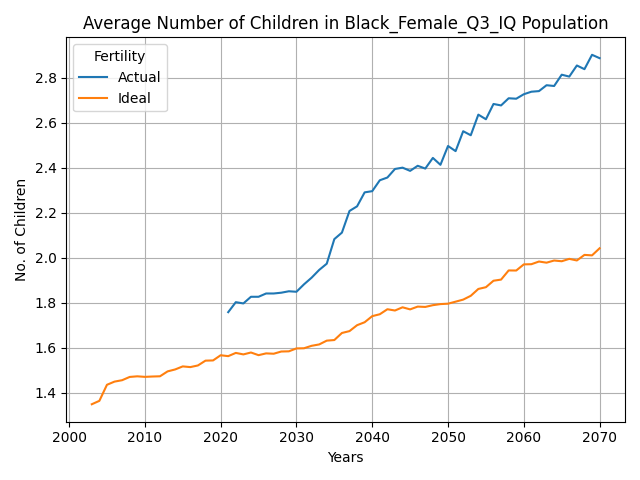 Average Number of Children in Black_Female_Q3_IQ Population
Fertility
Actual
Ideal
No. of Children
2.8
2.6
2.4
2.2
2.0
1.8
1.6
1.4
2000 2010 2020 2030 2040 2050 2060 2070
Years